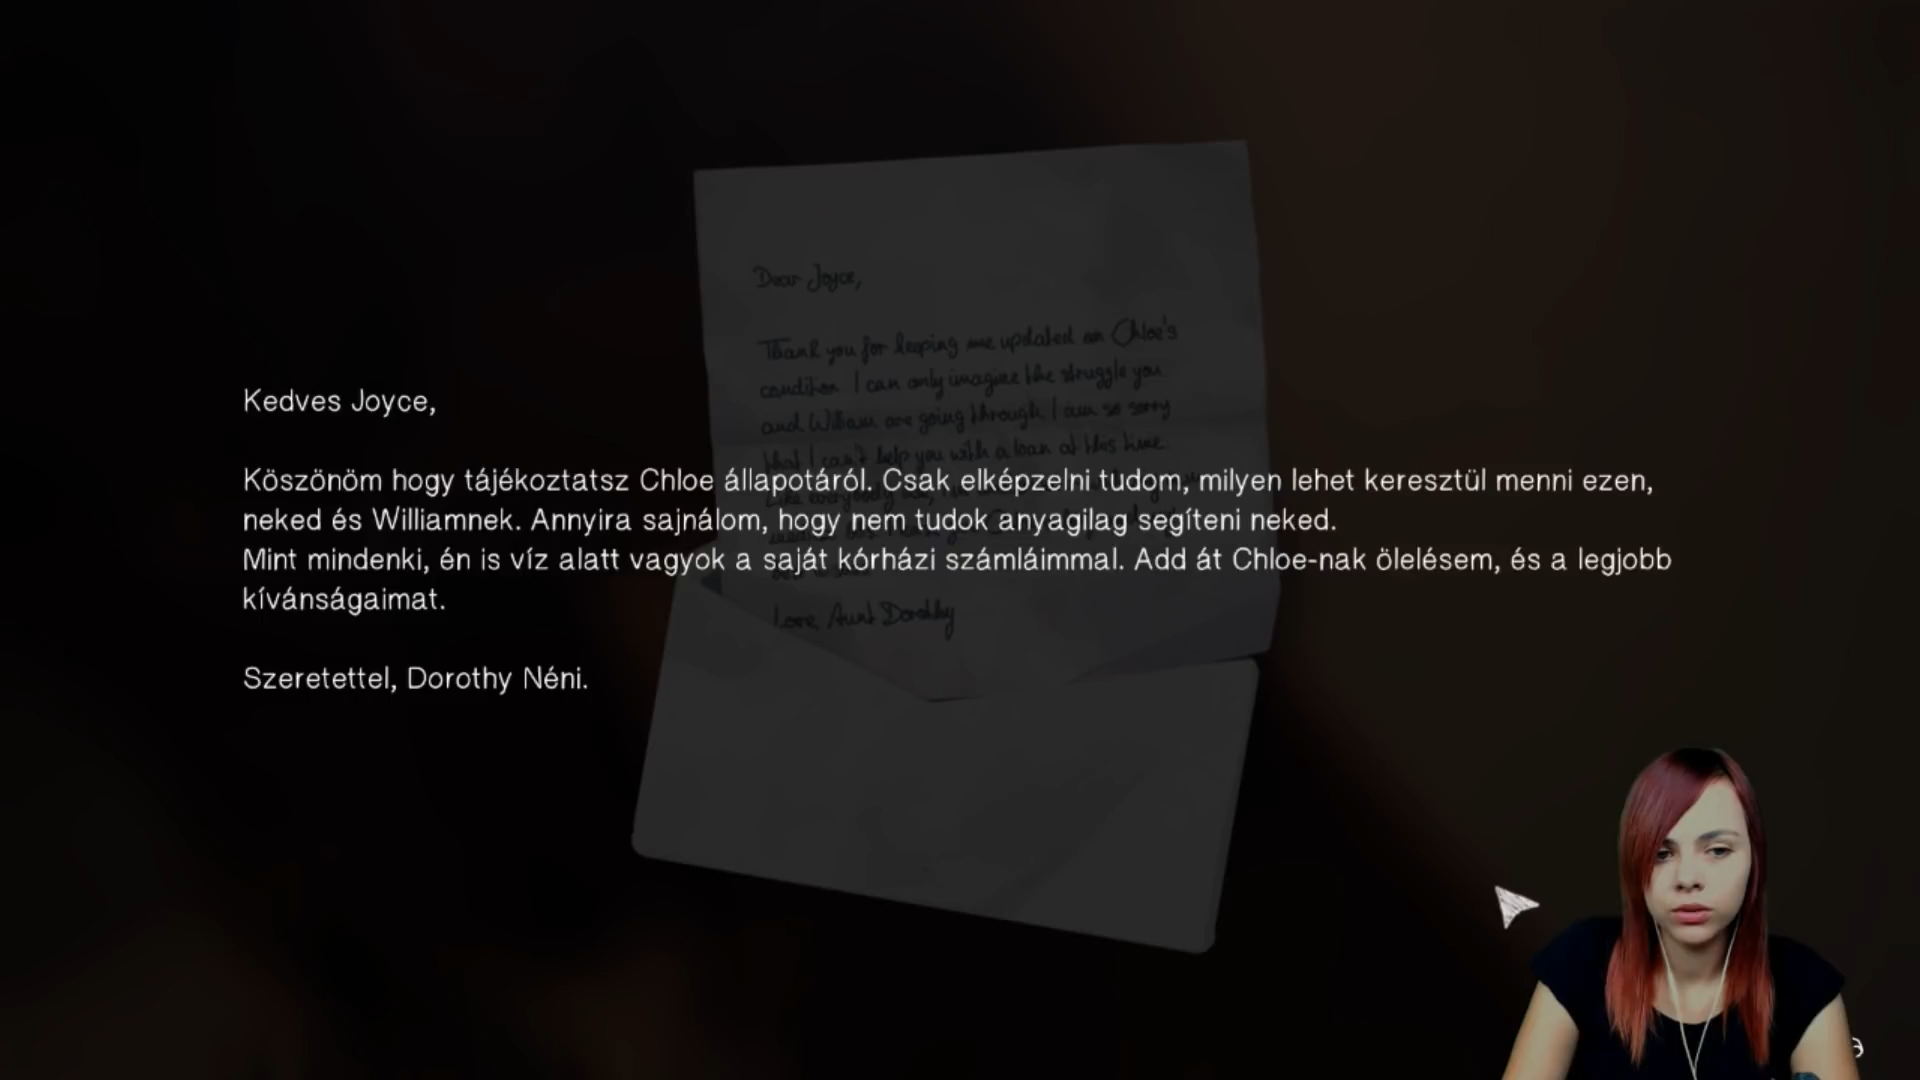 Kedves Joyce,
Köszönöm hogy tájékoztatsz Chloe állapotáról. Csak elképzelni tudom, milyen lehet keresztül menni ezen,
neked és Williamnek. Annyira sajnálom, hogy nem tudok anyagilag segíteni neked.
Mint mindenki, én is víz alatt vagyok a saját kórházi számláimmal. Add át Chloe-nak ölelésem, és a legjobb
kívánságaimat.
Szeretettel, Dorothy Néni.
Dear Joyce,
Thank you for keeping me updated on Chloe's
condition. I can only imagine the struggle you
and William are going through. I am so sorry
that I can't help you with a loan at this time.
Love, Aunt Dorothy